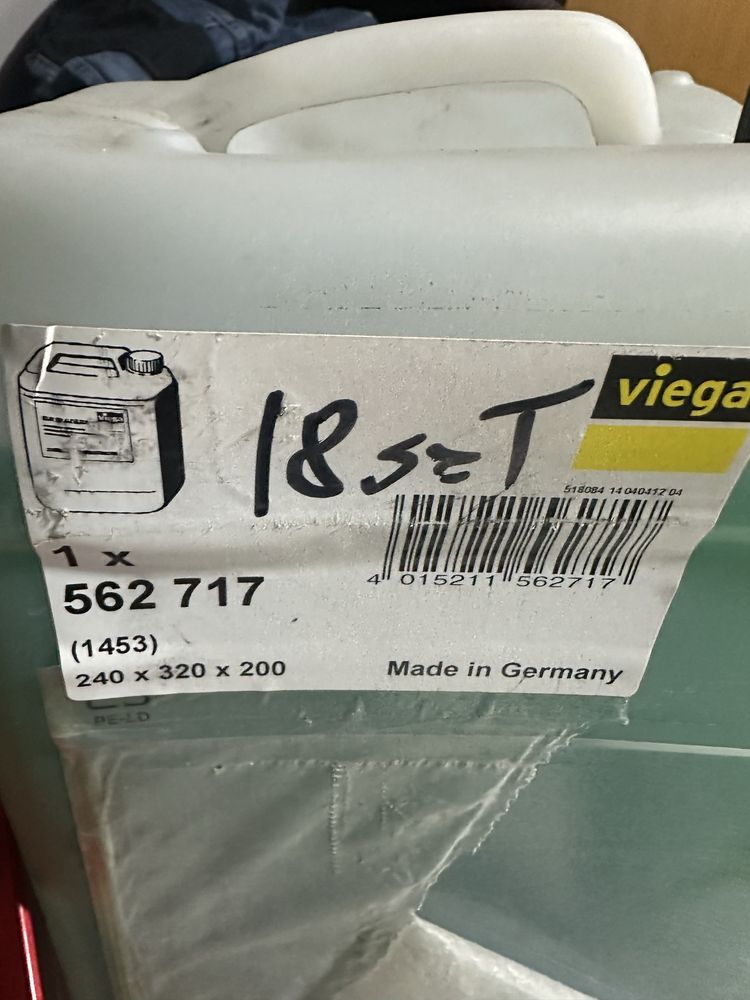 viega
18 szT
viega
518084 14 040412 04
1 x
562 717
4 015211 562717
(1453)
240 x 320 x 200
Made in Germany
PE-LD